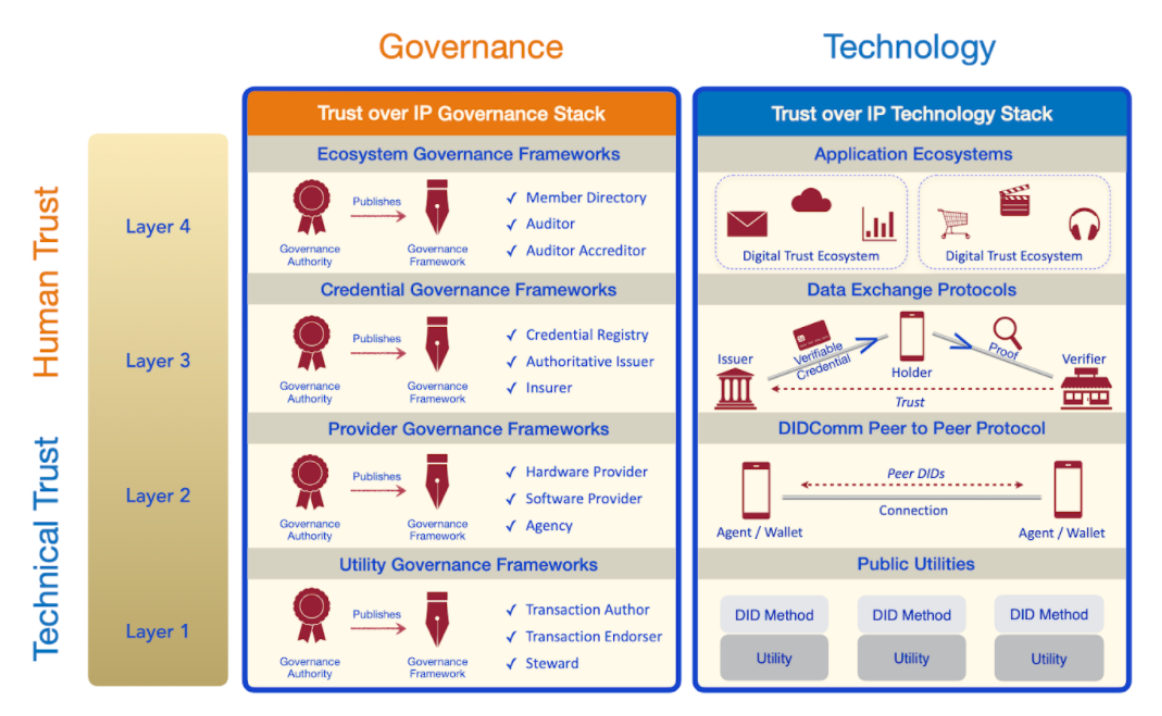 Governance
Technology
Human Trust
Technical Trust
Layer 4
Layer 3
Layer 2
Layer 1
Trust over IP Governance Stack
Ecosystem Governance Frameworks
Governance
Authority
Publishes
Governance
Framework
✓ Member Directory
✓ Auditor
✓ Auditor Accreditor
Credential Governance Frameworks
Governance
Authority
Publishes
Governance
Framework
✓ Credential Registry
✓ Authoritative Issuer
✓ Insurer
Provider Governance Frameworks
Governance
Authority
Publishes
Governance
Framework
✓ Hardware Provider
✓ Software Provider
✓ Agency
Utility Governance Frameworks
Governance
Authority
Publishes
Governance
Framework
✓ Transaction Author
✓ Transaction Endorser
✓ Steward
Trust over IP Technology Stack
Application Ecosystems
Digital Trust Ecosystem
Digital Trust Ecosystem
Data Exchange Protocols
Issuer
Verifiable
Credential
Holder
Proof
Verifier
Trust
DIDComm Peer to Peer Protocol
Peer DIDs
Connection
Agent / Wallet
Agent / Wallet
Public Utilities
DID Method
Utility
DID Method
Utility
DID Method
Utility